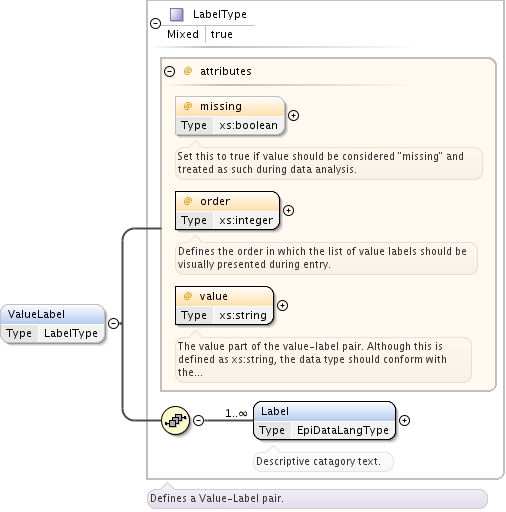 LabelType
Mixed true
@ attributes
@ missing
Type xs:boolean
Set this to true if value should be considered "missing" and
treated as such during data analysis.
@ order
Type xs:integer
Defines the order in which the list of value labels should be
visually presented during entry.
@ value
Type xs:string
The value part of the value-label pair. Although this is
defined as xs:string, the data type should conform with
the...
ValueLabel
Type LabelType
1..∞
Label
Type EpiDataLangType
Descriptive catagory text.
Defines a Value-Label pair.